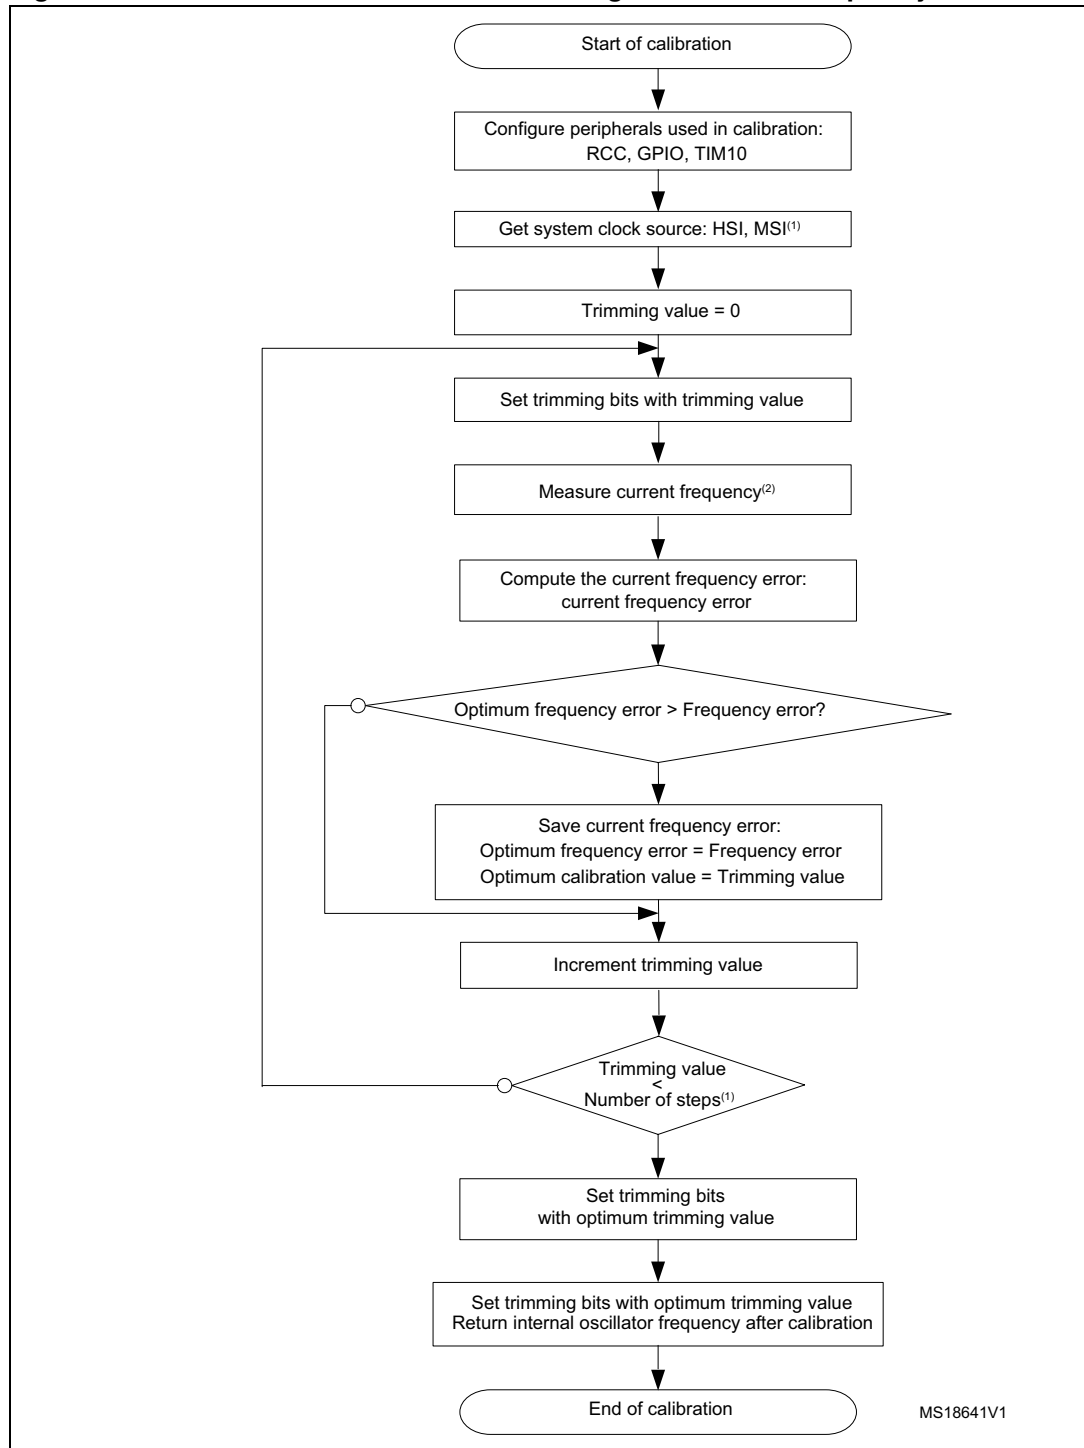 Start of calibration
Configure peripherals used in calibration:
RCC, GPIO, TIM10
Get system clock source: HSI, MSI(1)
Trimming value = 0
Set trimming bits with trimming value
Measure current frequency(2)
Compute the current frequency error:
current frequency error
Optimum frequency error > Frequency error?
Save current frequency error:
Optimum frequency error = Frequency error
Optimum calibration value = Trimming value
Increment trimming value
Trimming value
<
Number of steps(1)
Set trimming bits
with optimum trimming value
Set trimming bits with optimum trimming value
Return internal oscillator frequency after calibration
End of calibration
MS18641V1